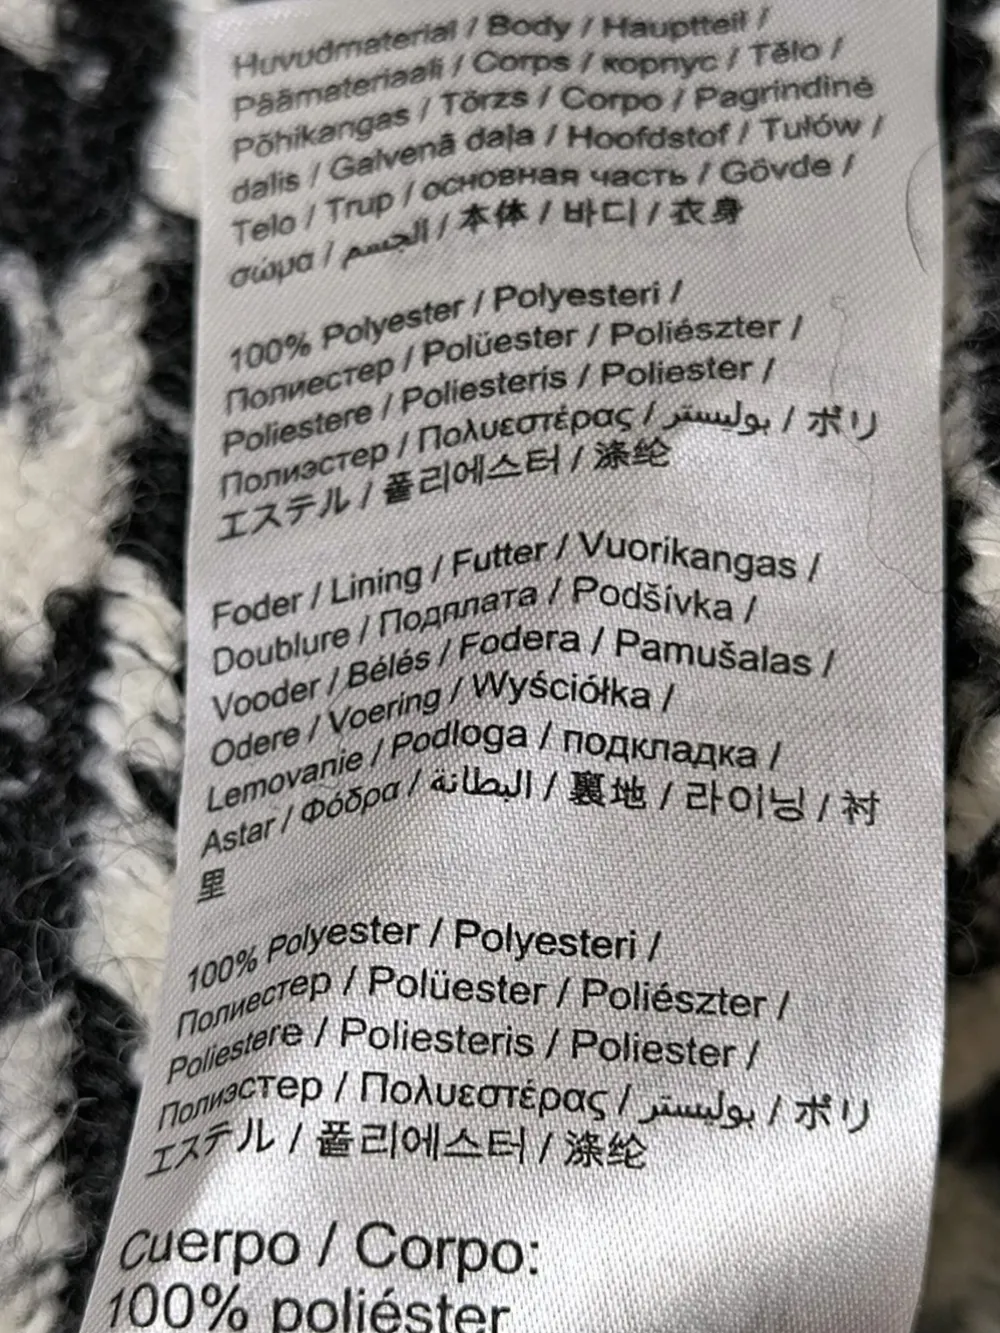 Huvudmaterial / Body / Hauptteil /
Päämateriaali / Corps / корпус / Tělo /
Põhikangas / Törzs / Corpo / Pagrindinė
dalis / Galvenā daļa / Hoofdstof / Tułów /
Telo / Trup / основная часть / Gövde /
σώμα / الجسم / 本体 / 바디 / 衣身
100% Polyester / Polyesteri /
Полиестер / Polüester / Poliészter /
Poliestere / Poliesteris / Poliester /
Полиэстер / Πολυεστέρας / بوليستر / ポリ
エステル / 폴리에스터 / 涤纶
Foder / Lining / Futter / Vuorikangas /
Doublure / Подплата / Podšívka /
Vooder / Bélés / Fodera / Pamušalas /
Odere / Voering / Wyściółka /
Lemovanie / Podloga / подкладка /
Astar / Φόδρα / البطانة / 裏地 / 라이닝 / 衬
里
100% Polyester / Polyesteri /
Полиестер / Polüester / Poliészter /
Poliestere / Poliesteris / Poliester /
Полиэстер / Πολυεστέρας / بوليستر / ポリ
エステル / 폴리에스터 / 涤纶
Cuerpo / Corpo:
100% poliéster